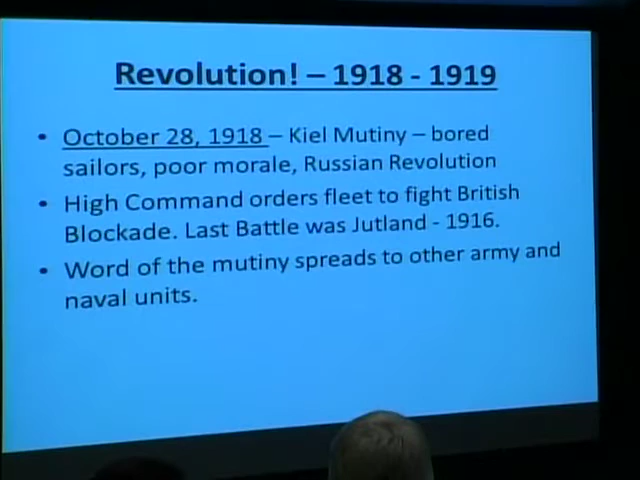 Revolution! – 1918 - 1919
• October 28, 1918 – Kiel Mutiny – bored
sailors, poor morale, Russian Revolution
• High Command orders fleet to fight British
Blockade. Last Battle was Jutland - 1916.
• Word of the mutiny spreads to other army and
naval units.